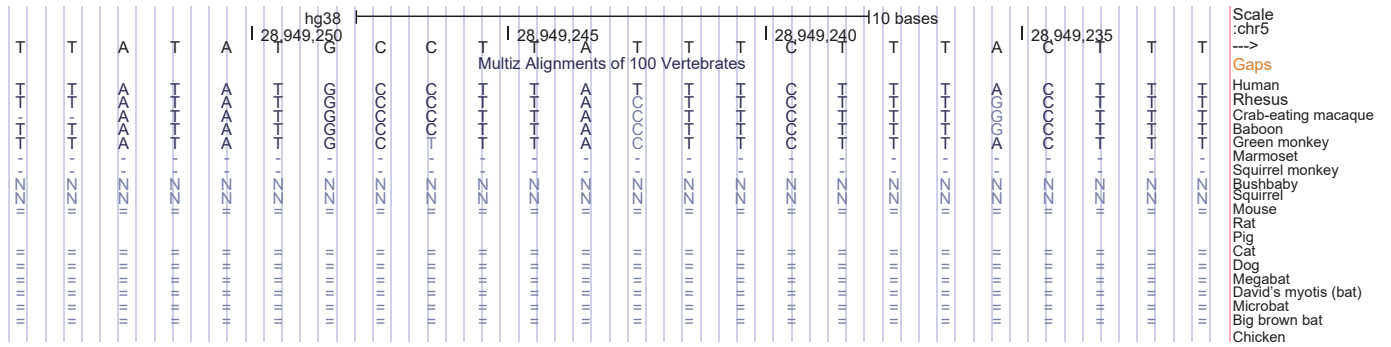 hg38 10 bases Scale
28,949,250 28,949,245 28,949,240 28,949,235 :chr5
T T A T A T G C C T T A T T T C T T T A C T T T --->
Multiz Alignments of 100 Vertebrates Gaps
T T A T A T G C C T T A T T T C T T T A C T T T Human
T T A T A T G C C T T A C T T C T T T G C T T T Rhesus
- - A T A T G C C T T A C T T C T T T G C T T T Crab-eating macaque
T T A T A T G C C T T A C T T C T T T G C T T T Baboon
T T A T A T G C T T T A C T T C T T T A C T T T Green monkey
- - - - - - - - - - - - - - - - - - - - - - - - Marmoset
- - - - - - - - - - - - - - - - - - - - - - - - Squirrel monkey
N N N N N N N N N N N N N N N N N N N N N N N N Bushbaby
N N N N N N N N N N N N N N N N N N N N N N N N Squirrel
= = = = = = = = = = = = = = = = = = = = = = = = Mouse
Rat
Pig
= = = = = = = = = = = = = = = = = = = = = = = = Cat
= = = = = = = = = = = = = = = = = = = = = = = = Dog
= = = = = = = = = = = = = = = = = = = = = = = = Megabat
= = = = = = = = = = = = = = = = = = = = = = = = David's myotis (bat)
= = = = = = = = = = = = = = = = = = = = = = = = Microbat
= = = = = = = = = = = = = = = = = = = = = = = = Big brown bat
Chicken